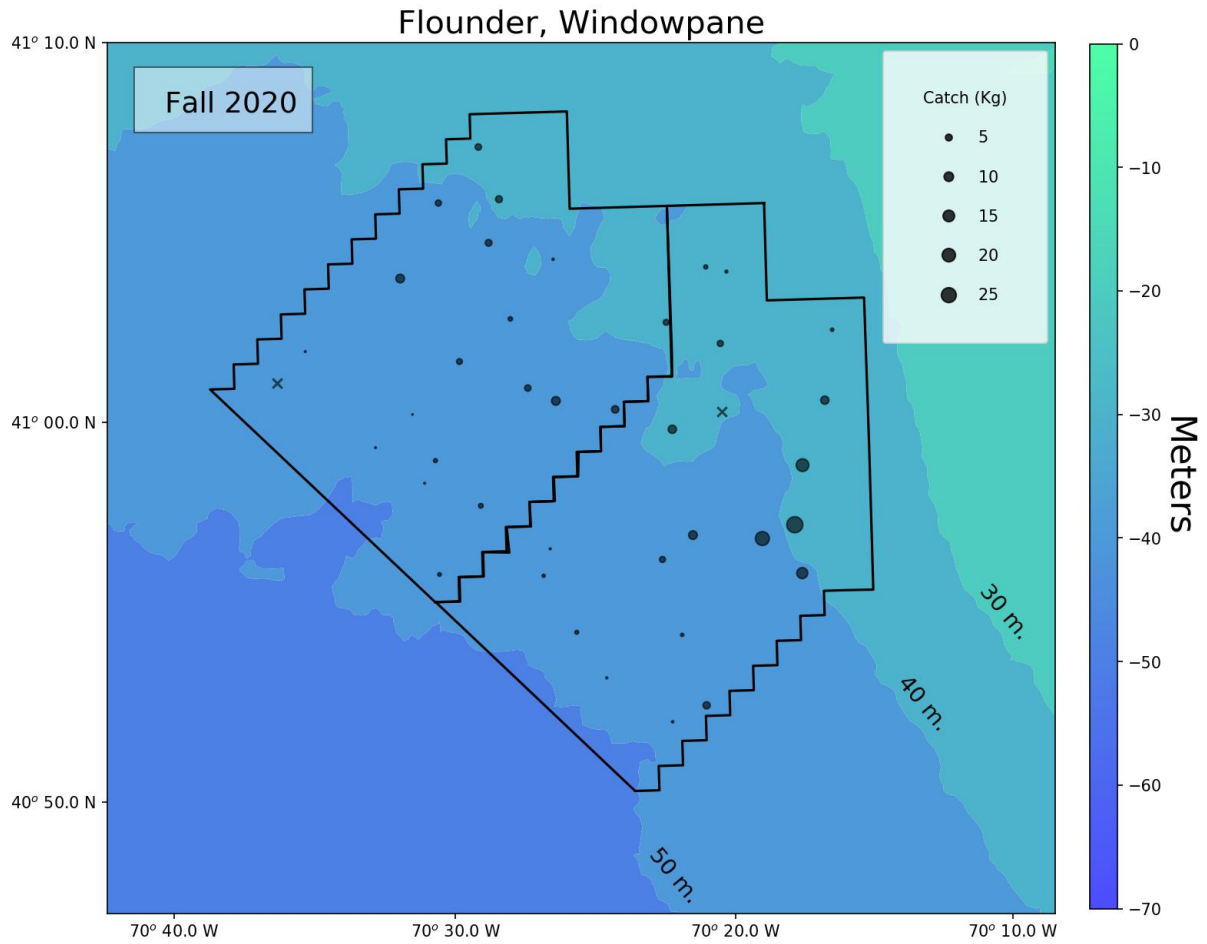 Flounder, Windowpane
41° 10.0 N
41° 00.0 N
40° 50.0 N
Fall 2020
Catch (Kg)
5
10
15
20
25
30 m.
40 m.
50 m.
70° 40.0 W
70° 30.0 W
70° 20.0 W
70° 10.0 W
0
−10
−20
−30
−40
−50
−60
−70
Meters